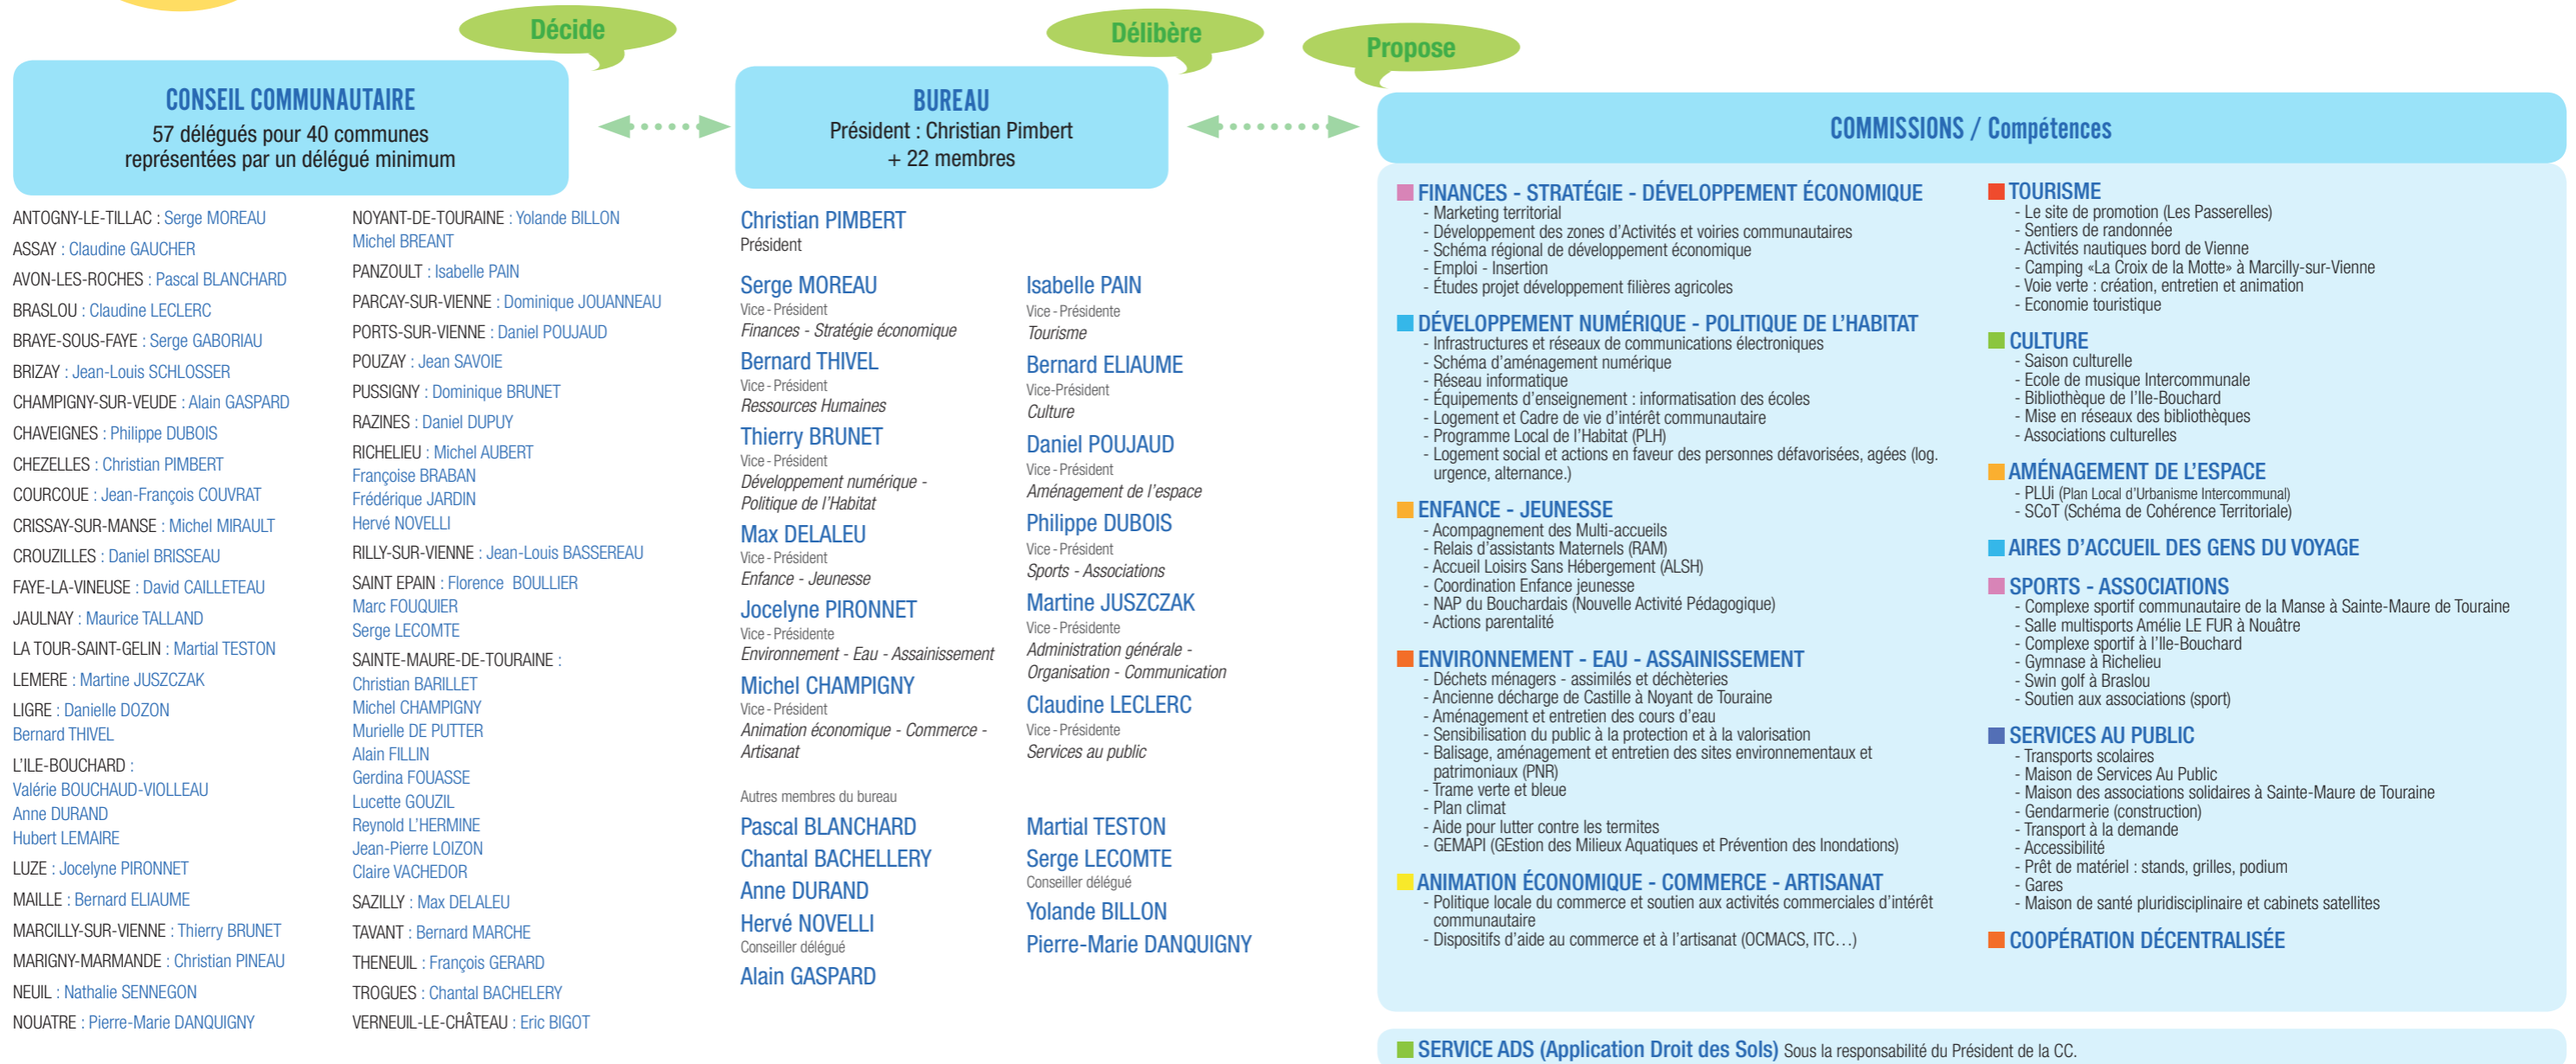 Décide
CONSEIL COMMUNAUTAIRE
57 délégués pour 40 communes
représentées par un délégué minimum
ANTOGNY-LE-TILLAC : Serge MOREAU
ASSAY : Claudine GAUCHER
AVON-LES-ROCHES : Pascal BLANCHARD
BRASLOU : Claudine LECLERC
BRAYE-SOUS-FAYE : Serge GABORIAU
BRIZAY : Jean-Louis SCHLOSSER
CHAMPIGNY-SUR-VEUDE : Alain GASPARD
CHAVEIGNES : Philippe DUBOIS
CHEZELLES : Christian PIMBERT
COURCOUE : Jean-François COUVRAT
CRISSAY-SUR-MANSE : Michel MIRAULT
CROUZILLES : Daniel BRISSEAU
FAYE-LA-VINEUSE : David CAILLETEAU
JAULNAY : Maurice TALLAND
LA TOUR-SAINT-GELIN : Martial TESTON
LEMERE : Martine JUSZCZAK
LIGRE : Danielle DOZON
Bernard THIVEL
L'ILE-BOUCHARD :
Valérie BOUCHAUD-VIOLLEAU
Anne DURAND
Hubert LEMAIRE
LUZE : Jocelyne PIRONNET
MAILLE : Bernard ELIAUME
MARCILLY-SUR-VIENNE : Thierry BRUNET
MARIGNY-MARMANDE : Christian PINEAU
NEUIL : Nathalie SENNEGON
NOUATRE : Pierre-Marie DANQUIGNY
NOYANT-DE-TOURAINE : Yolande BILLON
Michel BREANT
PANZOULT : Isabelle PAIN
PARCAY-SUR-VIENNE : Dominique JOUANNEAU
PORTS-SUR-VIENNE : Daniel POUJAUD
POUZAY : Jean SAVOIE
PUSSIGNY : Dominique BRUNET
RAZINES : Daniel DUPUY
RICHELIEU : Michel AUBERT
Françoise BRABAN
Frédérique JARDIN
Hervé NOVELLI
RILLY-SUR-VIENNE : Jean-Louis BASSEREAU
SAINT EPAIN : Florence BOULLIER
Marc FOUQUIER
Serge LECOMTE
SAINTE-MAURE-DE-TOURAINE :
Christian BARILLET
Michel CHAMPIGNY
Murielle DE PUTTER
Alain FILLIN
Gerdina FOUASSE
Lucette GOUZIL
Reynold L'HERMINE
Jean-Pierre LOIZON
Claire VACHEDOR
SAZILLY : Max DELALEU
TAVANT : Bernard MARCHE
THENEUIL : François GERARD
TROGUES : Chantal BACHELERY
VERNEUIL-LE-CHÂTEAU : Eric BIGOT
Délibère
BUREAU
Président : Christian Pimbert
+ 22 membres
Christian PIMBERT
Président
Serge MOREAU
Vice - Président
Finances - Stratégie économique
Bernard THIVEL
Vice - Président
Ressources Humaines
Thierry BRUNET
Vice - Président
Développement numérique -
Politique de l'Habitat
Max DELALEU
Vice - Président
Enfance - Jeunesse
Jocelyne PIRONNET
Vice - Présidente
Environnement - Eau - Assainissement
Michel CHAMPIGNY
Vice - Président
Animation économique - Commerce -
Artisanat
Isabelle PAIN
Vice - Présidente
Tourisme
Bernard ELIAUME
Vice-Président
Culture
Daniel POUJAUD
Vice - Président
Aménagement de l'espace
Philippe DUBOIS
Vice - Président
Sports - Associations
Martine JUSZCZAK
Vice - Présidente
Administration générale -
Organisation - Communication
Claudine LECLERC
Vice - Présidente
Services au public
Autres membres du bureau
Pascal BLANCHARD
Chantal BACHELLERY
Anne DURAND
Hervé NOVELLI
Conseiller délégué
Alain GASPARD
Martial TESTON
Serge LECOMTE
Conseiller délégué
Yolande BILLON
Pierre-Marie DANQUIGNY
Propose
COMMISSIONS / Compétences
FINANCES - STRATÉGIE - DÉVELOPPEMENT ÉCONOMIQUE
- Marketing territorial
- Développement des zones d'Activités et voiries communautaires
- Schéma régional de développement économique
- Emploi - Insertion
- Études projet développement filières agricoles
DÉVELOPPEMENT NUMÉRIQUE - POLITIQUE DE L'HABITAT
- Infrastructures et réseaux de communications électroniques
- Schéma d'aménagement numérique
- Réseau informatique
- Équipements d'enseignement : informatisation des écoles
- Logement et Cadre de vie d'intérêt communautaire
- Programme Local de l'Habitat (PLH)
- Logement social et actions en faveur des personnes défavorisées, agées (log.
urgence, alternance.)
ENFANCE - JEUNESSE
- Acompagnement des Multi-accueils
- Relais d'assistants Maternels (RAM)
- Accueil Loisirs Sans Hébergement (ALSH)
- Coordination Enfance jeunesse
- NAP du Bouchardais (Nouvelle Activité Pédagogique)
- Actions parentalité
ENVIRONNEMENT - EAU - ASSAINISSEMENT
- Déchets ménagers - assimilés et déchèteries
- Ancienne décharge de Castille à Noyant de Touraine
- Aménagement et entretien des cours d'eau
- Sensibilisation du public à la protection et à la valorisation
- Balisage, aménagement et entretien des sites environnementaux et
patrimoniaux (PNR)
- Trame verte et bleue
- Plan climat
- Aide pour lutter contre les termites
- GEMAPI (GEstion des Milieux Aquatiques et Prévention des Inondations)
ANIMATION ÉCONOMIQUE - COMMERCE - ARTISANAT
- Politique locale du commerce et soutien aux activités commerciales d'intérêt
communautaire
- Dispositifs d'aide au commerce et à l'artisanat (OCMACS, ITC…)
TOURISME
- Le site de promotion (Les Passerelles)
- Sentiers de randonnée
- Activités nautiques bord de Vienne
- Camping «La Croix de la Motte» à Marcilly-sur-Vienne
- Voie verte : création, entretien et animation
- Economie touristique
CULTURE
- Saison culturelle
- Ecole de musique Intercommunale
- Bibliothèque de l'Ile-Bouchard
- Mise en réseaux des bibliothèques
- Associations culturelles
AMÉNAGEMENT DE L'ESPACE
- PLUi (Plan Local d'Urbanisme Intercommunal)
- SCoT (Schéma de Cohérence Territoriale)
AIRES D'ACCUEIL DES GENS DU VOYAGE
SPORTS - ASSOCIATIONS
- Complexe sportif communautaire de la Manse à Sainte-Maure de Touraine
- Salle multisports Amélie LE FUR à Nouâtre
- Complexe sportif à l'Ile-Bouchard
- Gymnase à Richelieu
- Swin golf à Braslou
- Soutien aux associations (sport)
SERVICES AU PUBLIC
- Transports scolaires
- Maison de Services Au Public
- Maison des associations solidaires à Sainte-Maure de Touraine
- Gendarmerie (construction)
- Transport à la demande
- Accessibilité
- Prêt de matériel : stands, grilles, podium
- Gares
- Maison de santé pluridisciplinaire et cabinets satellites
COOPÉRATION DÉCENTRALISÉE
SERVICE ADS (Application Droit des Sols) Sous la responsabilité du Président de la CC.